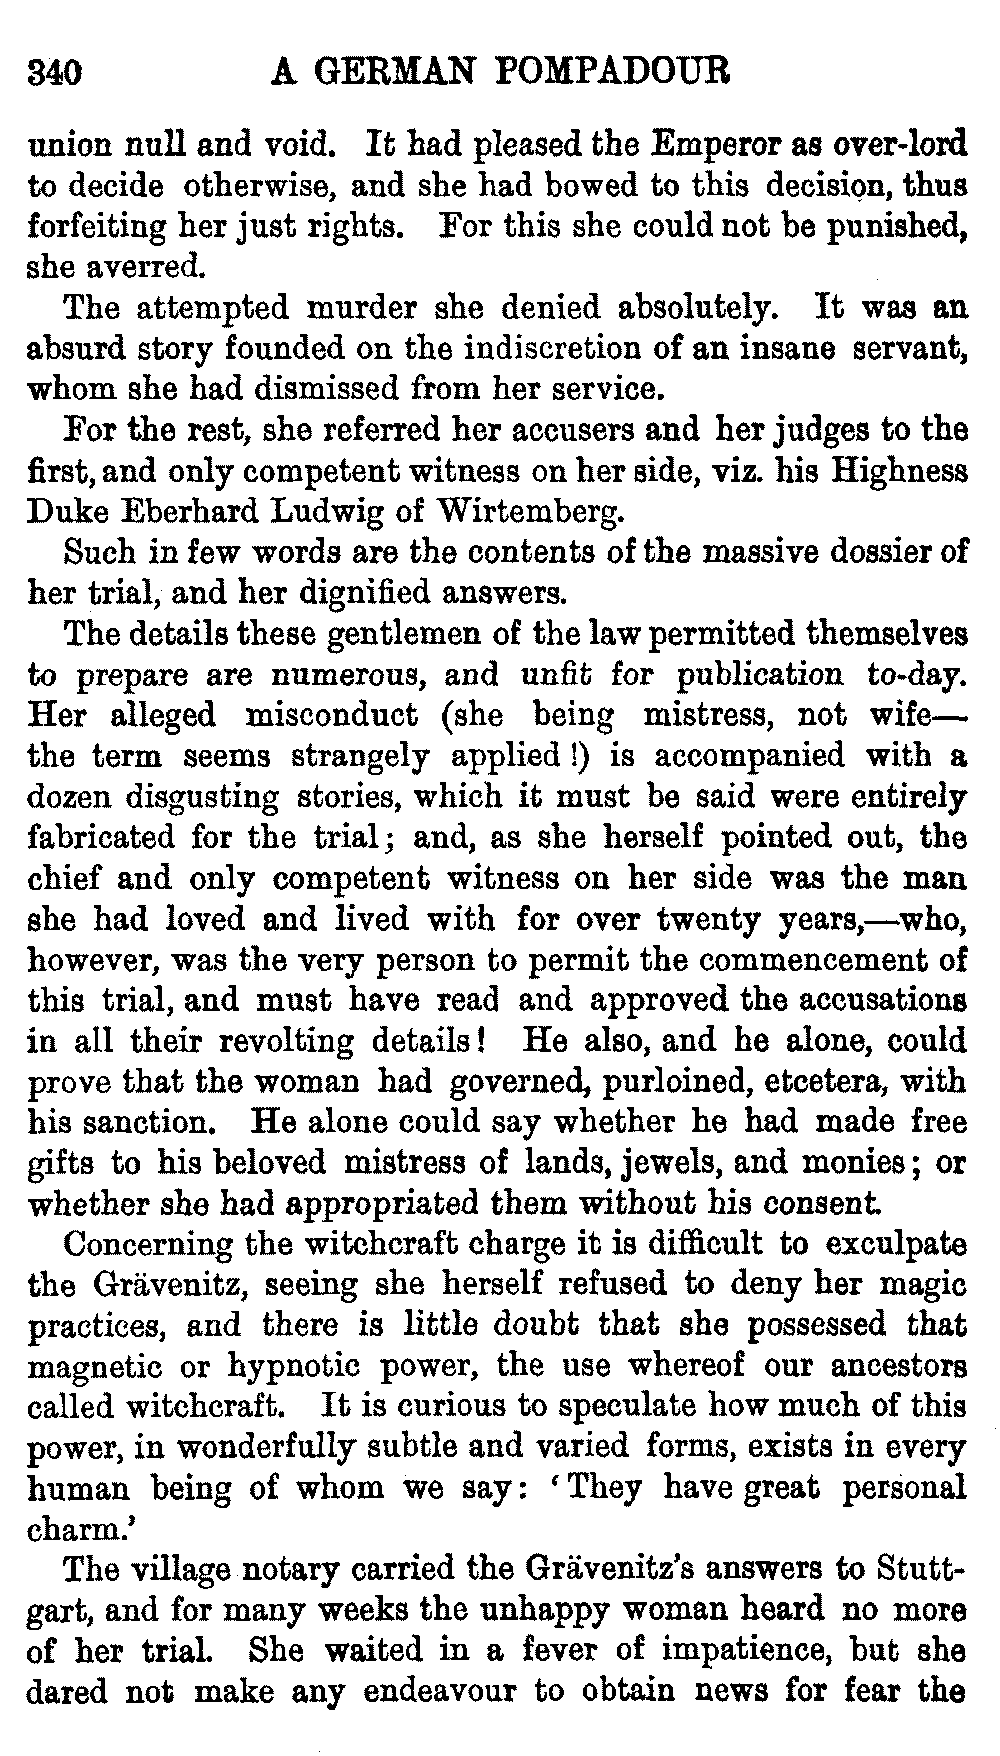 340 A GERMAN POMPADOUR
union null and void. It had pleased the Emperor as over-lord
to decide otherwise, and she had bowed to this decision, thus
forfeiting her just rights. For this she could not be punished,
she averred.
The attempted murder she denied absolutely. It was an
absurd story founded on the indiscretion of an insane servant,
whom she had dismissed from her service.
For the rest, she referred her accusers and her judges to the
first, and only competent witness on her side, viz. his Highness
Duke Eberhard Ludwig of Wirtemberg.
Such in few words are the contents of the massive dossier of
her trial, and her dignified answers.
The details these gentlemen of the law permitted themselves
to prepare are numerous, and unfit for publication to-day.
Her alleged misconduct (she being mistress, not wife—
the term seems strangely applied!) is accompanied with a
dozen disgusting stories, which it must be said were entirely
fabricated for the trial; and, as she herself pointed out, the
chief and only competent witness on her side was the man
she had loved and lived with for over twenty years,—who,
however, was the very person to permit the commencement of
this trial, and must have read and approved the accusations
in all their revolting details! He also, and he alone, could
prove that the woman had governed, purloined, etcetera, with
his sanction. He alone could say whether he had made free
gifts to his beloved mistress of lands, jewels, and monies; or
whether she had appropriated them without his consent.
Concerning the witchcraft charge it is difficult to exculpate
the Grävenitz, seeing she herself refused to deny her magic
practices, and there is little doubt that she possessed that
magnetic or hypnotic power, the use whereof our ancestors
called witchcraft. It is curious to speculate how much of this
power, in wonderfully subtle and varied forms, exists in every
human being of whom we say: ‘They have great personal
charm.’
The village notary carried the Grävenitz’s answers to Stutt-
gart, and for many weeks the unhappy woman heard no more
of her trial. She waited in a fever of impatience, but she
dared not make any endeavour to obtain news for fear the